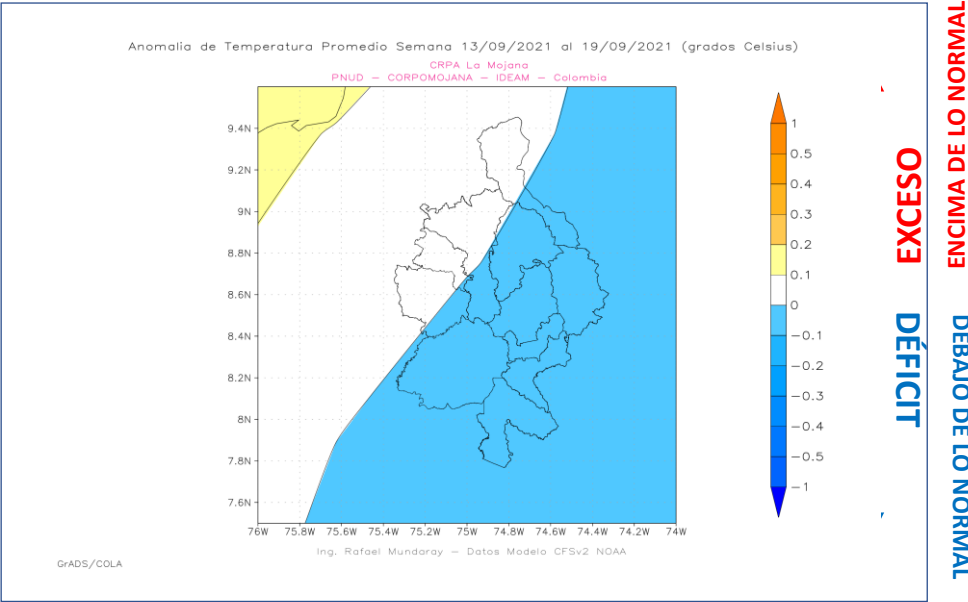 Anomalia de Temperatura Promedio Semana 13/09/2021 al 19/09/2021 (grados Celsius)
CRPA La Mojana
PNUD – CORPOMOJANA – IDEAM – Colombia
9.4N
9.2N
9N
8.8N
8.6N
8.4N
8.2N
8N
7.8N
7.6N
76W 75.8W 75.6W 75.4W 75.2W 75W 74.8W 74.6W 74.4W 74.2W 74W
1
0.5
0.4
0.3
0.2
0.1
0
−0.1
−0.2
−0.3
−0.4
−0.5
−1
EXCESO
DÉFICIT
ENCIMA DE LO NORMAL
DEBAJO DE LO NORMAL
Ing. Rafael Mundaray – Datos Modelo CFSv2 NOAA
GrADS/COLA